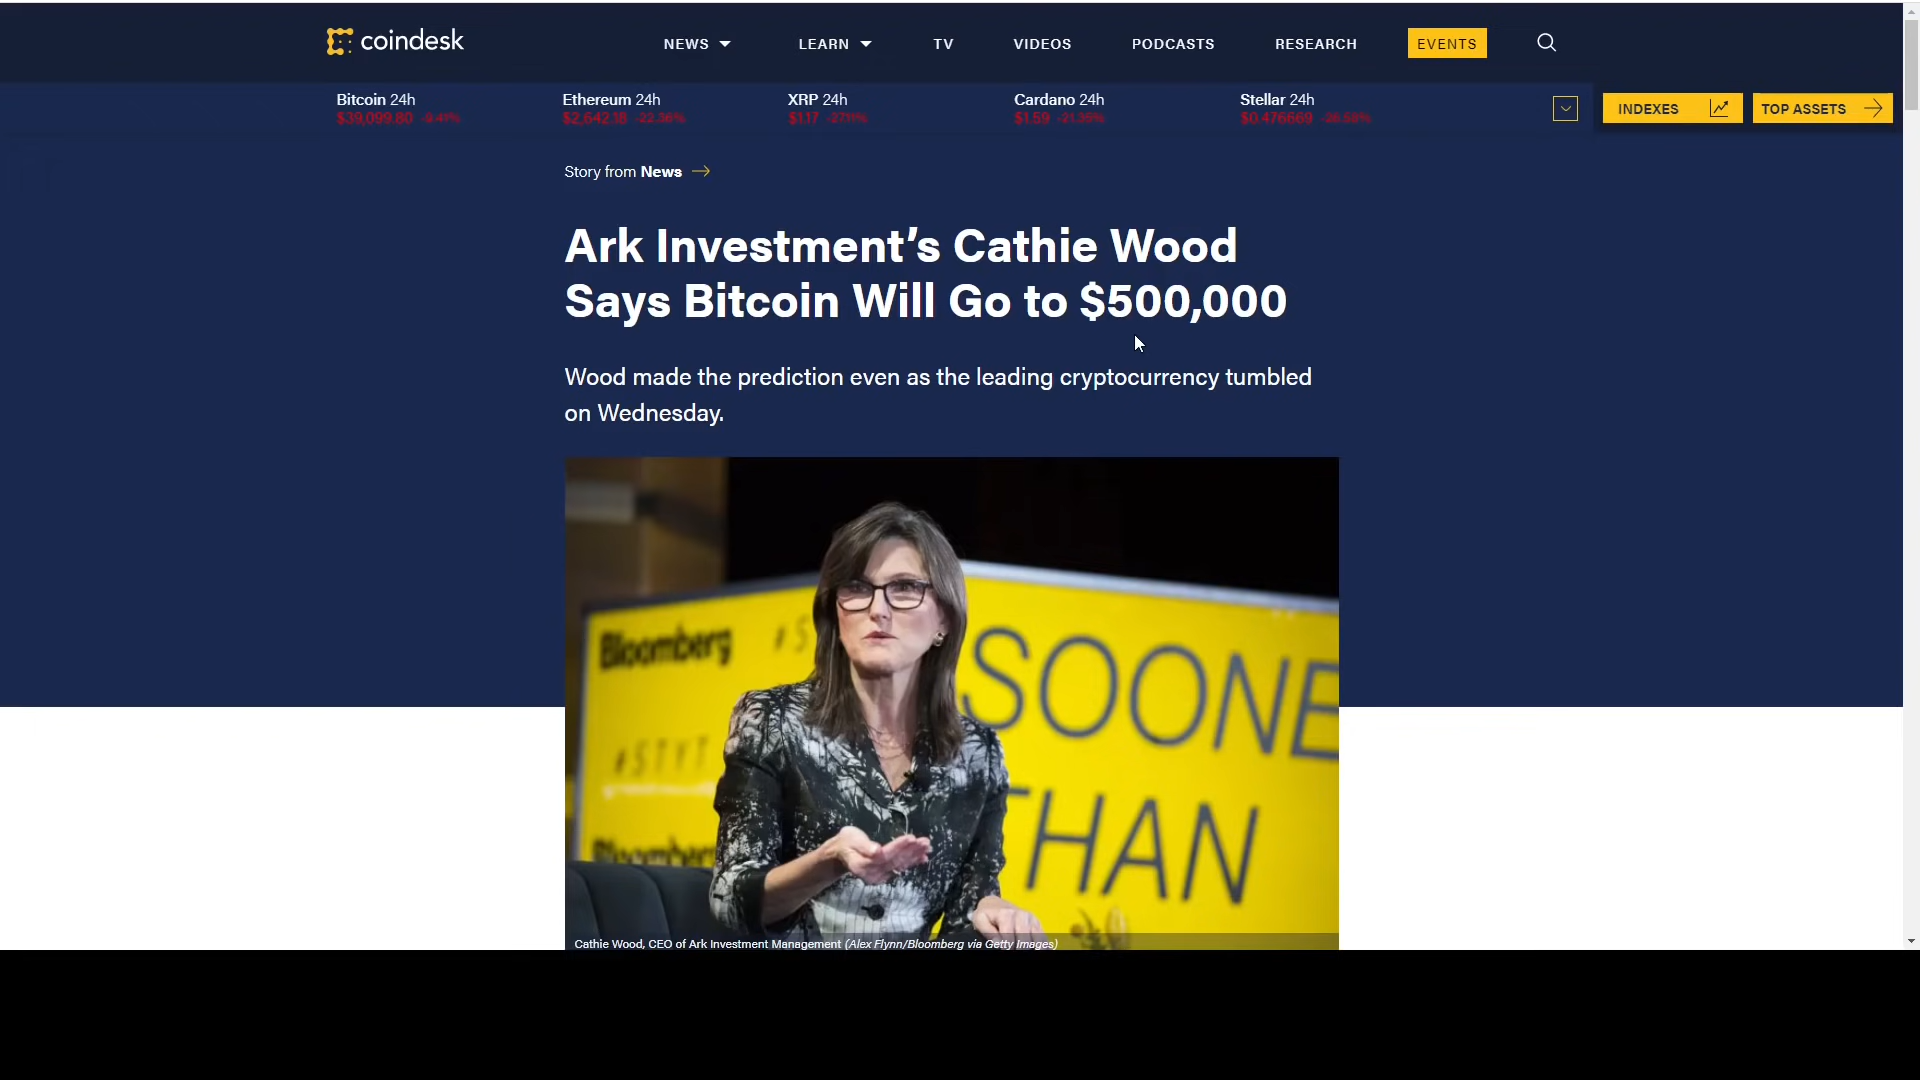 coindesk
NEWS
LEARN
TV
VIDEOS
PODCASTS
RESEARCH
EVENTS
Bitcoin 24h
$39,099.80 -9.41%
Ethereum 24h
$2,642.18 -22.36%
XRP 24h
$1.17 -27.11%
Cardano 24h
$1.59 -21.39%
Stellar 24h
$0.476669
INDEXES
TOP ASSETS
Story from News
Ark Investment’s Cathie Wood
Says Bitcoin Will Go to $500,000
Wood made the prediction even as the leading cryptocurrency tumbled
on Wednesday.
Bloomberg
#S
SOONE
#STYT
HAN
Bloomberg
Cathie Wood, CEO of Ark Investment Management (Alex Flynn/Bloomberg via Getty Images)